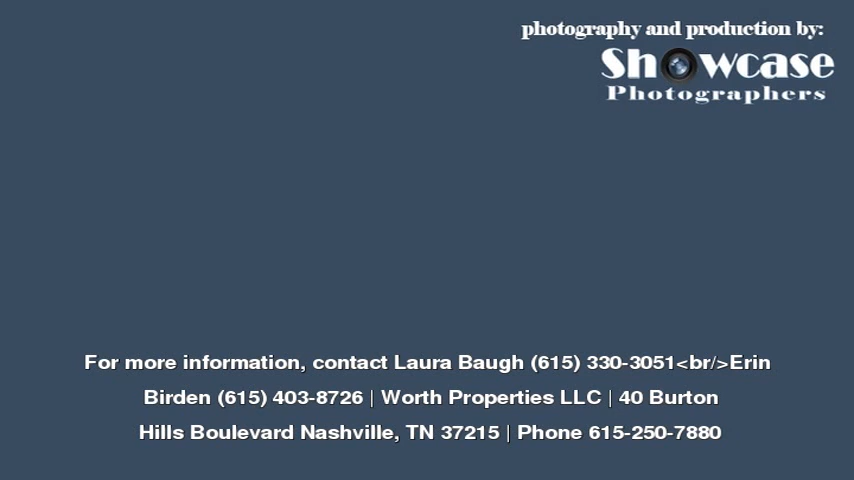 photography and production by:
Showcase
Photographers
For more information, contact Laura Baugh (615) 330-3051<br/>Erin
Birden (615) 403-8726 | Worth Properties LLC | 40 Burton
Hills Boulevard Nashville, TN 37215 | Phone 615-250-7880